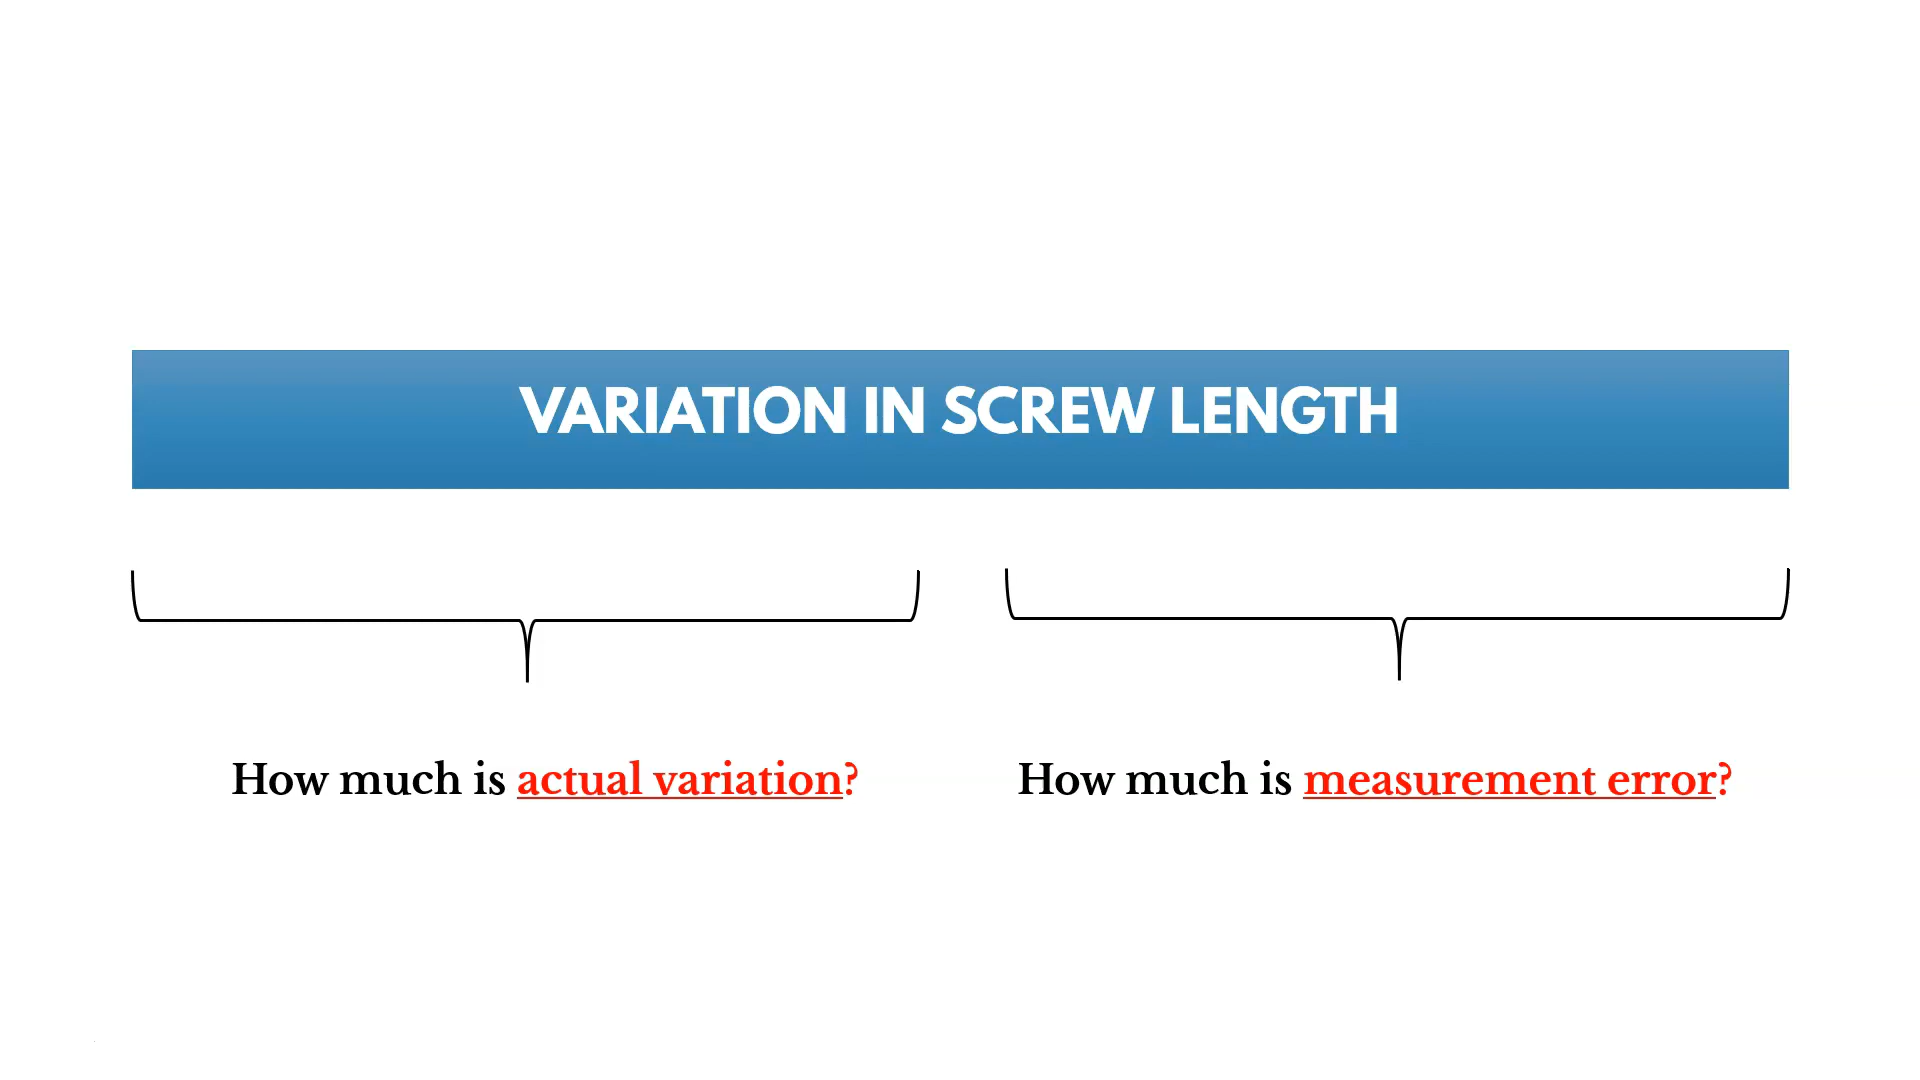 VARIATION IN SCREW LENGTH
How much is actual variation?
How much is measurement error?